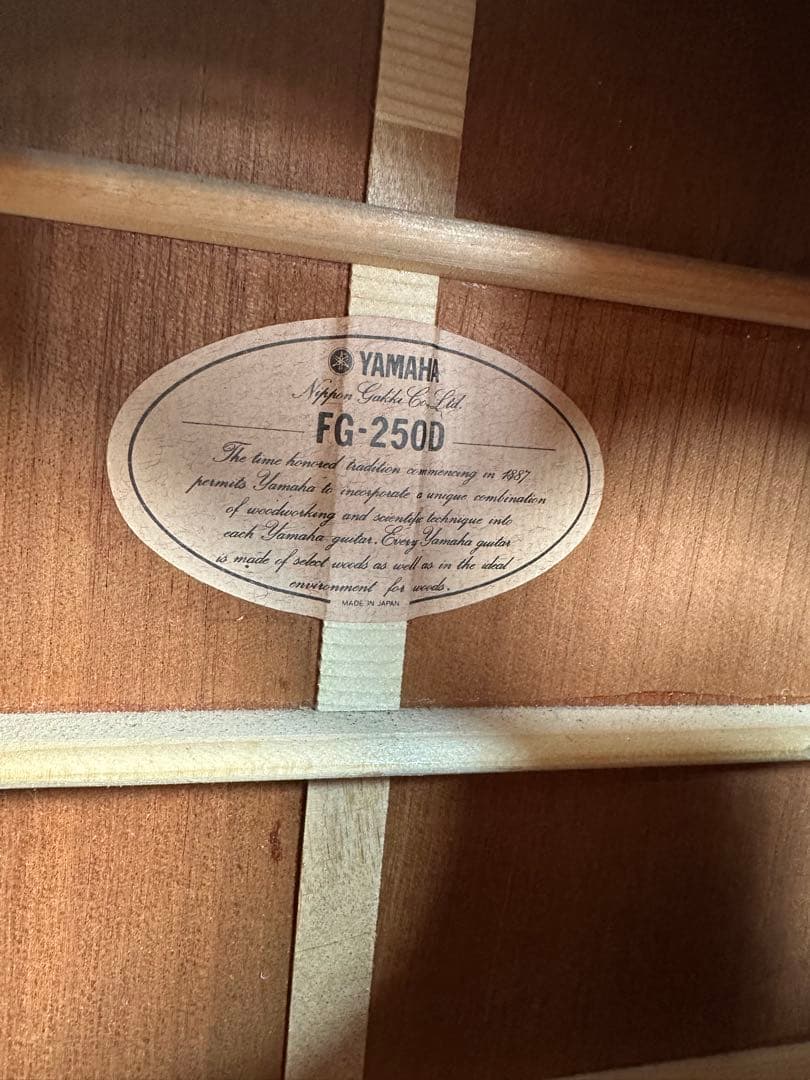 YAMAHA
Nippon Gakki Co. Ltd.
FG-250D
The time honored tradition commencing in 1887
permits Yamaha to incorporate a unique combination
of woodworking and scientific technique into
each Yamaha guitar. Every Yamaha guitar
is made of select woods as well as in the ideal
environment for woods.
MADE IN JAPAN